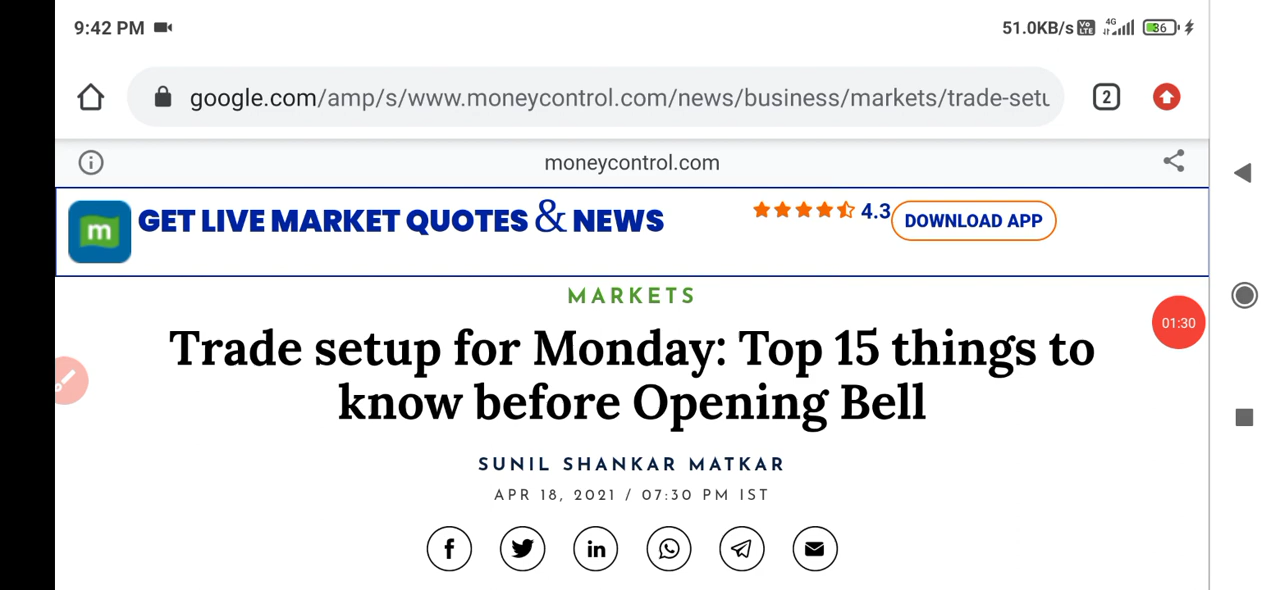 9:42 PM 51.0KB/s Vo LTE 4G 36
google.com/amp/s/www.moneycontrol.com/news/business/markets/trade-setu 2
moneycontrol.com
m GET LIVE MARKET QUOTES & NEWS 4.3 DOWNLOAD APP
MARKETS
Trade setup for Monday: Top 15 things to
know before Opening Bell
01:30
SUNIL SHANKAR MATKAR
APR 18, 2021 / 07:30 PM IST